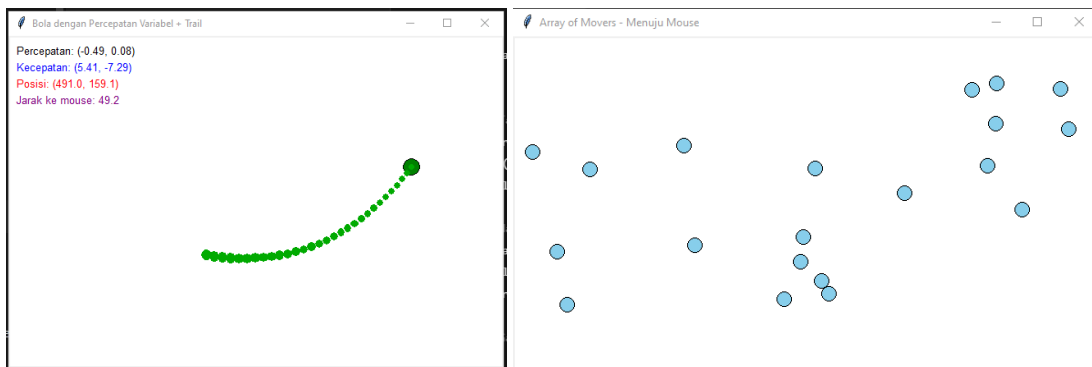 Bola dengan Percepatan Variabel + Trail
Percepatan: (-0.49, 0.08)
Kecepatan: (5.41, -7.29)
Posisi: (491.0, 159.1)
Jarak ke mouse: 49.2
Array of Movers - Menuju Mouse